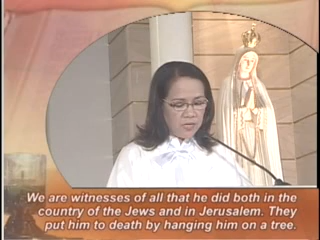 We are witnesses of all that he did both in the
country of the Jews and in Jerusalem. They
put him to death by hanging him on a tree.